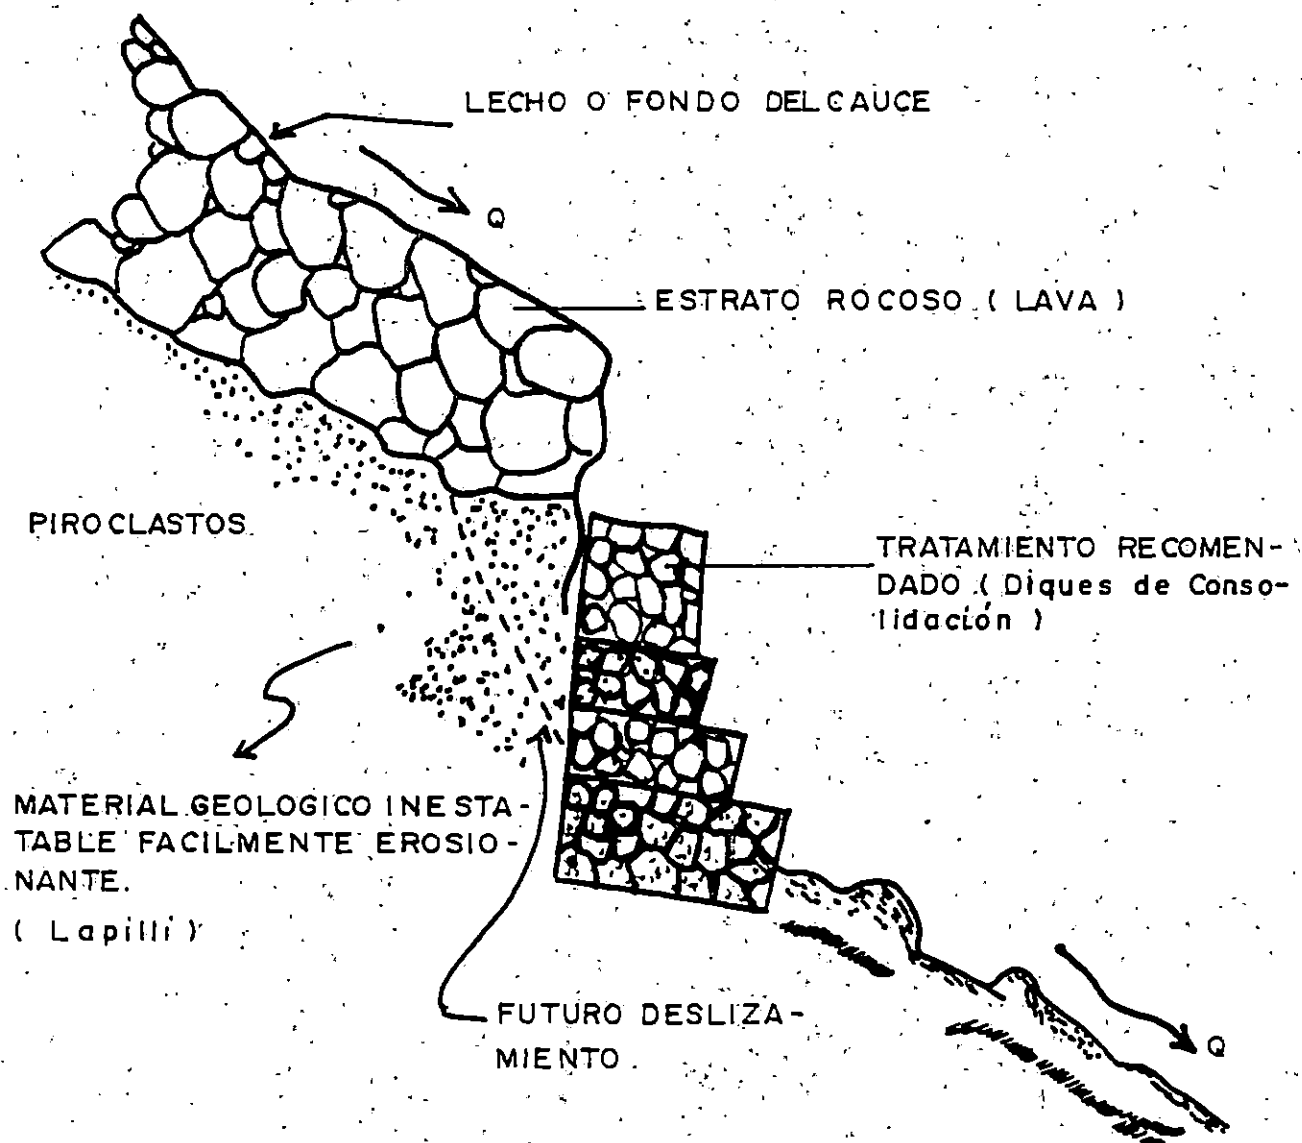 LECHO O FONDO DEL CAUCE
Q
ESTRATO ROCOSO. ( LAVA )
PIROCLASTOS
TRATAMIENTO RECOMEN-
DADO.( Diques de Conso-
lidación )
MATERIAL GEOLOGICO INESTA-
TABLE FACILMENTE EROSIO-
NANTE.
( Lapilli )
FUTURO DESLIZA-
MIENTO.
Q